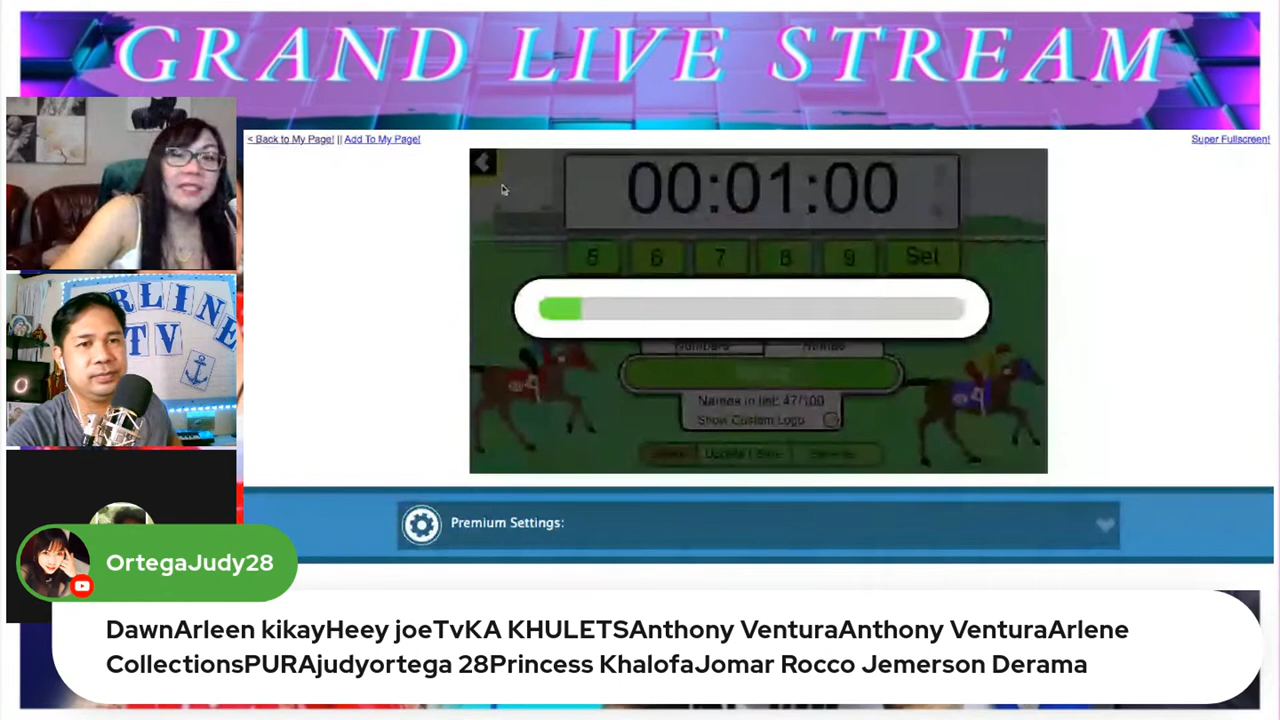 GRAND LIVE STREAM
< Back to My Page! || Add To My Page!
Super Fullscreen!
00:01:00
5 6 7 8 9 Set
Names in list: 47/100
Show Custom Logo
Premium Settings:
RLINE
TV
OrtegaJudy28
DawnArleen kikayHeey joeTvKA KHULETSAnthony VenturaAnthony VenturaArlene
CollectionsPURAjudyortega 28Princess KhalofaJomar Rocco Jemerson Derama